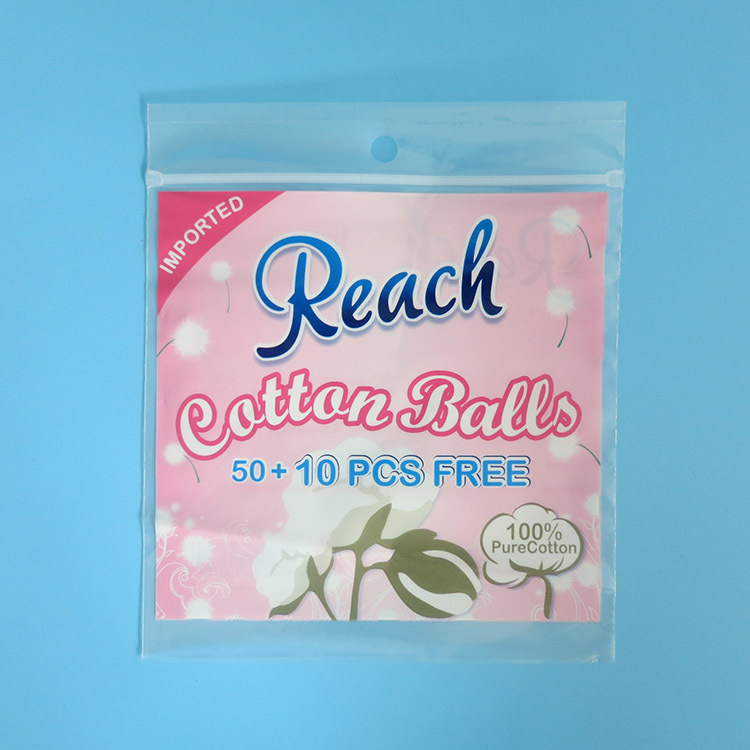 IMPORTED
Reach
Cotton Balls
50 + 10 PCS FREE
100%
PureCotton